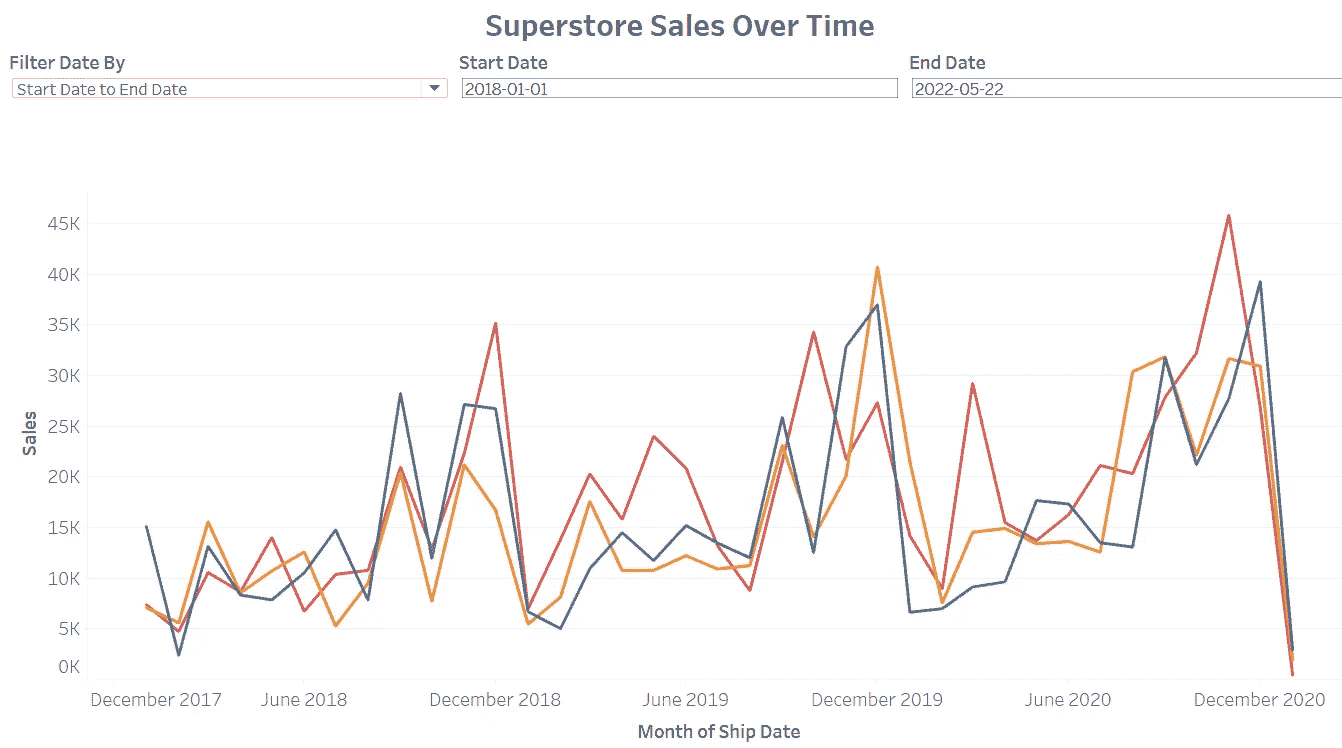 Superstore Sales Over Time
Filter Date By
Start Date
End Date
Start Date to End Date
2018-01-01
2022-05-22
45K
40K
35K
30K
25K
20K
15K
10K
5K
0K
Sales
December 2017
June 2018
December 2018
June 2019
December 2019
June 2020
December 2020
Month of Ship Date